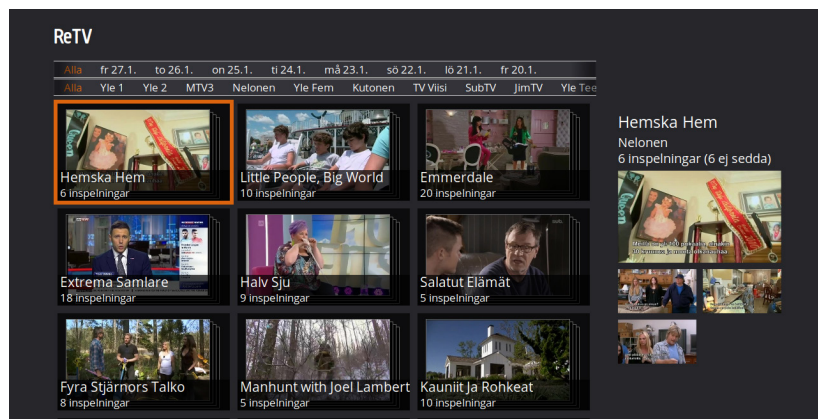 ReTV
Alla fr 27.1. to 26.1. on 25.1. ti 24.1. må 23.1. sö 22.1. lö 21.1. fr 20.1.
Alla Yle 1 Yle 2 MTV3 Nelonen Yle Fem Kutonen TV Viisi SubTV JimTV Yle Tee
Hemska Hem
6 inspelningar
Little People, Big World
10 inspelningar
Emmerdale
20 inspelningar
Extrema Samlare
18 inspelningar
Halv Sju
9 inspelningar
Salatut Elämät
5 inspelningar
Fyra Stjärnors Talko
8 inspelningar
Manhunt with Joel Lambert
5 inspelningar
Kauniit Ja Rohkeat
10 inspelningar
Hemska Hem
Nelonen
6 inspelningar (6 ej sedda)
Queen